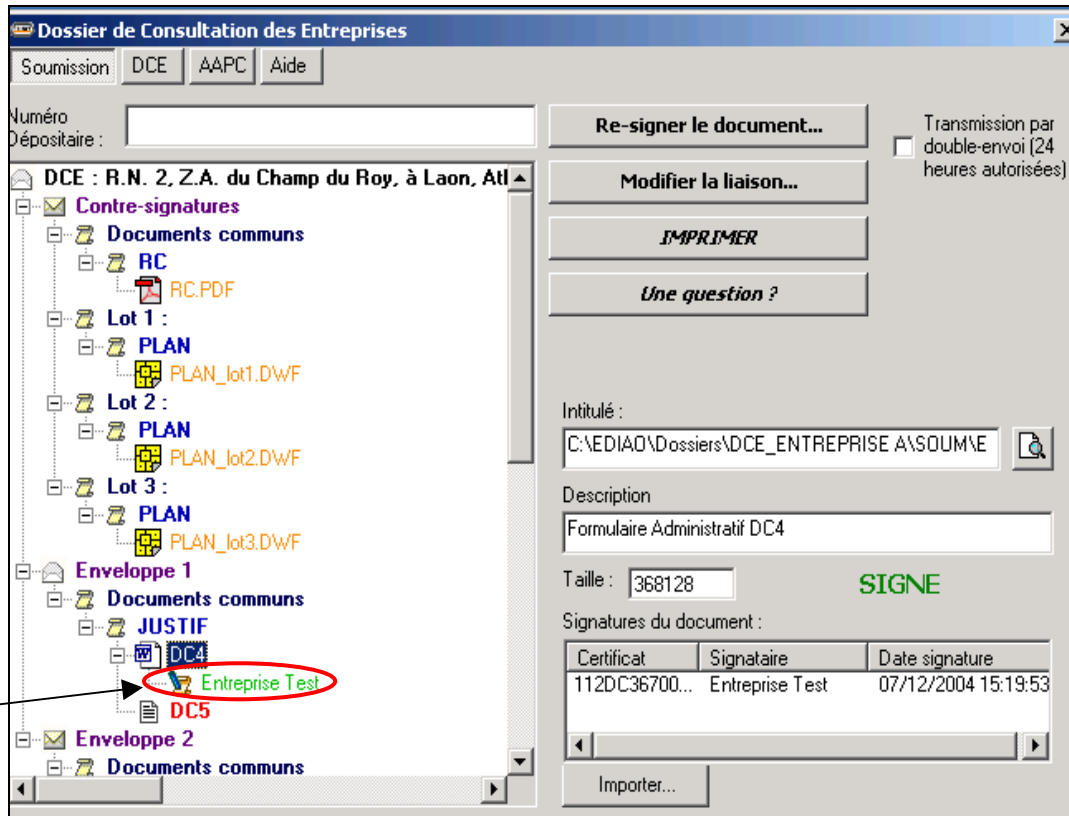 Dossier de Consultation des Entreprises
Soumission DCE AAPC Aide
Numéro
Dépositaire :
Re-signer le document...
Transmission par
double-envoi (24
heures autorisées)
Modifier la liaison...
IMPRIMER
Une question ?
DCE : R.N. 2, Z.A. du Champ du Roy, à Laon, Atl
Contre-signatures
Documents communs
RC
RC.PDF
Lot 1 :
PLAN
PLAN_lot1.DWF
Lot 2 :
PLAN
PLAN_lot2.DWF
Lot 3 :
PLAN
PLAN_lot3.DWF
Enveloppe 1
Documents communs
JUSTIF
DC4
Entreprise Test
DC5
Enveloppe 2
Documents communs
Intitulé :
C:\EDIAO\Dossiers\DCE_ENTREPRISE A\SOUM\E
Description
Formulaire Administratif DC4
Taille : 368128 SIGNE
Signatures du document :
Certificat Signataire Date signature
112DC36700... Entreprise Test 07/12/2004 15:19:53
Importer...